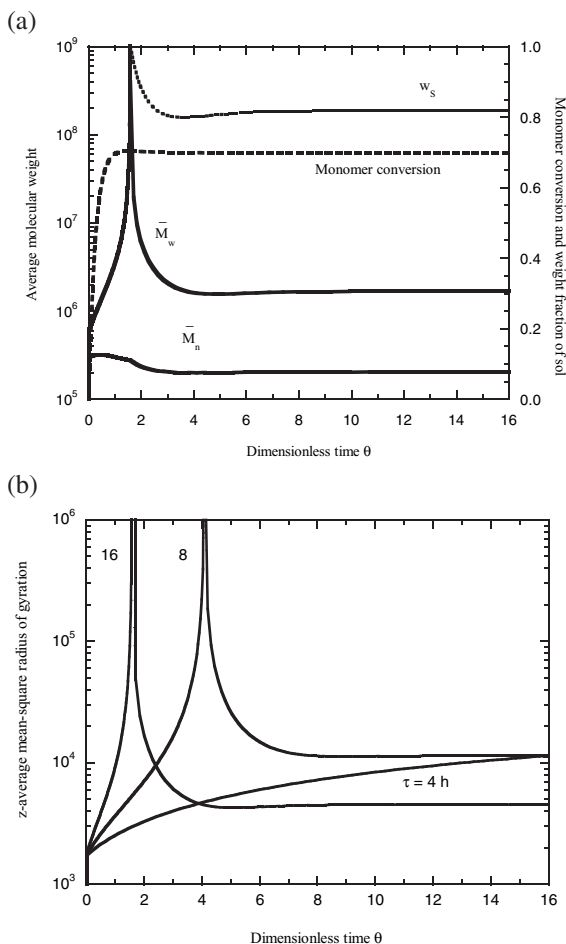 (a)
10^9
10^8
10^7
10^6
10^5
Average molecular weight
1.0
0.8
0.6
0.4
0.2
0.0
Monomer conversion and weight fraction of sol
w_S
Monomer conversion
M̅_w
M̅_n
0 2 4 6 8 10 12 14 16
Dimensionless time θ
(b)
10^6
10^5
10^4
10^3
z-average mean-square radius of gyration
16
8
τ = 4 h
0 2 4 6 8 10 12 14 16
Dimensionless time θ